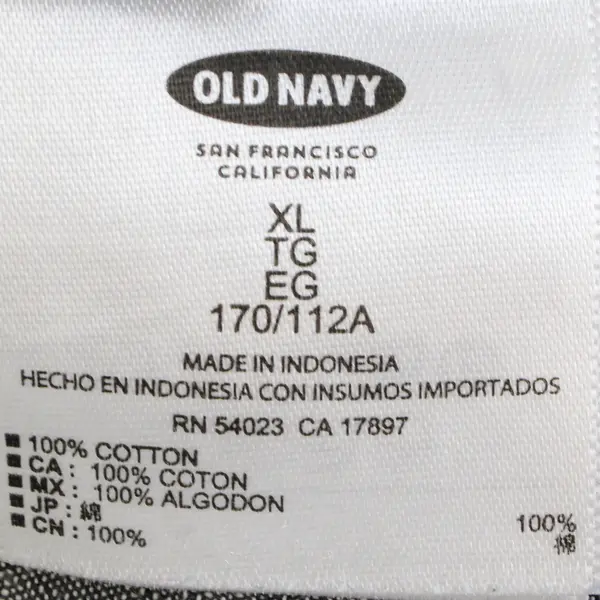 OLD NAVY
SAN FRANCISCO
CALIFORNIA
XL
TG
EG
170/112A
MADE IN INDONESIA
HECHO EN INDONESIA CON INSUMOS IMPORTADOS
RN 54023 CA 17897
100% COTTON
CA : 100% COTON
MX : 100% ALGODON
JP : 綿
CN : 100%
100%
綿